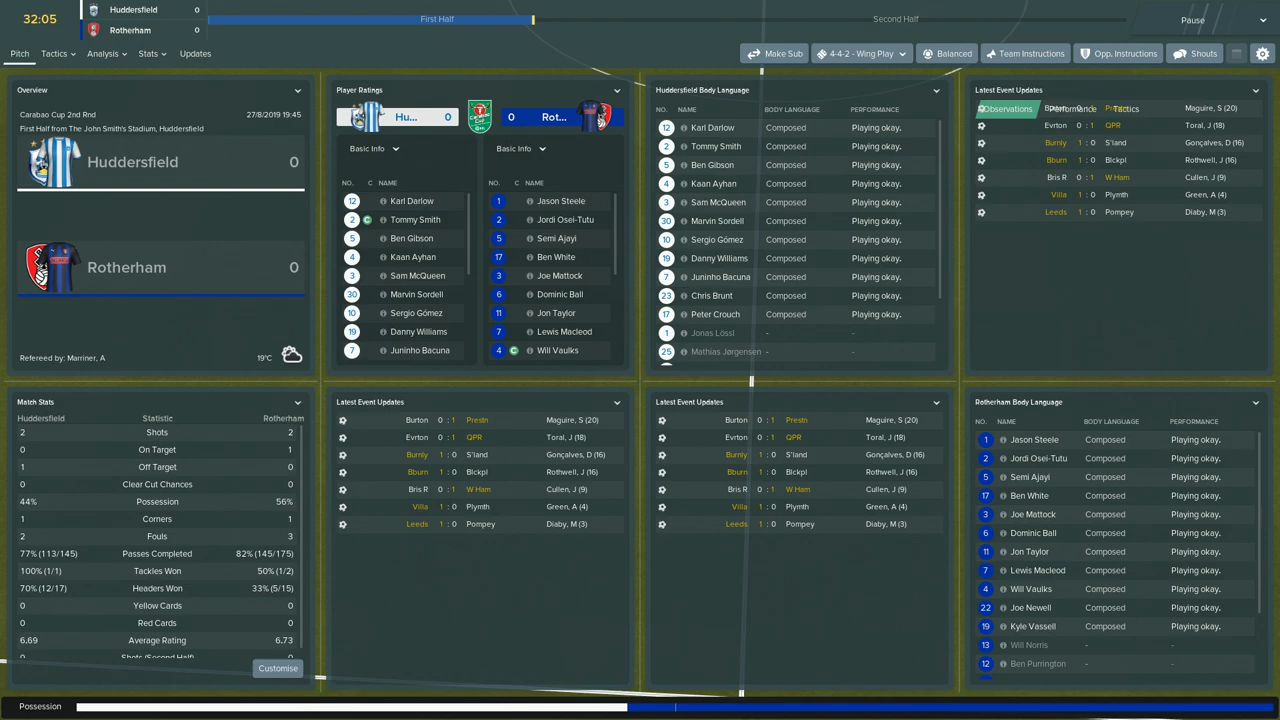 32:05
Huddersfield 0
Rotherham 0
First Half
Second Half
Pause
Pitch Tactics Analysis Stats Updates
Make Sub 4-4-2 - Wing Play Balanced Team Instructions Opp. Instructions Shouts
Overview
Carabao Cup 2nd Rnd 27/8/2019 19:45
First Half from The John Smith's Stadium, Huddersfield
Huddersfield 0
Rotherham 0
Refereed by: Marriner, A 19°C
Player Ratings
Hu... 0 0 Rot...
Basic Info Basic Info
NO. C NAME NO. C NAME
12 Karl Darlow 1 Jason Steele
2 C Tommy Smith 2 Jordi Osei-Tutu
5 Ben Gibson 5 Semi Ajayi
4 Kaan Ayhan 17 Ben White
3 Sam McQueen 3 Joe Mattock
30 Marvin Sordell 6 Dominic Ball
10 Sergio Gómez 11 Jon Taylor
19 Danny Williams 7 Lewis Macleod
7 Juninho Bacuna 4 C Will Vaulks
Huddersfield Body Language
NO. NAME BODY LANGUAGE PERFORMANCE
12 Karl Darlow Composed Playing okay.
2 Tommy Smith Composed Playing okay.
5 Ben Gibson Composed Playing okay.
4 Kaan Ayhan Composed Playing okay.
3 Sam McQueen Composed Playing okay.
30 Marvin Sordell Composed Playing okay.
10 Sergio Gómez Composed Playing okay.
19 Danny Williams Composed Playing okay.
7 Juninho Bacuna Composed Playing okay.
23 Chris Brunt Composed Playing okay.
17 Peter Crouch Composed Playing okay.
1 Jonas Lössl - -
25 Mathias Jørgensen - -
Latest Event Updates
Observations Performance Tactics
Maguire, S (20)
Evrton 0 : 1 QPR Toral, J (18)
Burnly 1 : 0 S'land Gonçalves, D (16)
Bburn 1 : 0 Blckpl Rothwell, J (16)
Bris R 0 : 1 W Ham Cullen, J (9)
Villa 1 : 0 Plymth Green, A (4)
Leeds 1 : 0 Pompey Diaby, M (3)
Match Stats
Huddersfield Statistic Rotherham
2 Shots 2
0 On Target 1
1 Off Target 1
0 Clear Cut Chances 0
44% Possession 56%
1 Corners 1
2 Fouls 3
77% (113/145) Passes Completed 82% (145/175)
100% (1/1) Tackles Won 50% (1/2)
70% (12/17) Headers Won 33% (5/15)
0 Yellow Cards 0
0 Red Cards 0
6.69 Average Rating 6.73
0 Shots (Second Half) 0
Customise
Latest Event Updates
Burton 0 : 1 Prestn Maguire, S (20)
Evrton 0 : 1 QPR Toral, J (18)
Burnly 1 : 0 S'land Gonçalves, D (16)
Bburn 1 : 0 Blckpl Rothwell, J (16)
Bris R 0 : 1 W Ham Cullen, J (9)
Villa 1 : 0 Plymth Green, A (4)
Leeds 1 : 0 Pompey Diaby, M (3)
Latest Event Updates
Burton 0 : 1 Prestn Maguire, S (20)
Evrton 0 : 1 QPR Toral, J (18)
Burnly 1 : 0 S'land Gonçalves, D (16)
Bburn 1 : 0 Blckpl Rothwell, J (16)
Bris R 0 : 1 W Ham Cullen, J (9)
Villa 1 : 0 Plymth Green, A (4)
Leeds 1 : 0 Pompey Diaby, M (3)
Rotherham Body Language
NO. NAME BODY LANGUAGE PERFORMANCE
1 Jason Steele Composed Playing okay.
2 Jordi Osei-Tutu Composed Playing okay.
5 Semi Ajayi Composed Playing okay.
17 Ben White Composed Playing okay.
3 Joe Mattock Composed Playing okay.
6 Dominic Ball Composed Playing okay.
11 Jon Taylor Composed Playing okay.
7 Lewis Macleod Composed Playing okay.
4 Will Vaulks Composed Playing okay.
22 Joe Newell Composed Playing okay.
19 Kyle Vassell Composed Playing okay.
13 Will Norris - -
12 Ben Purrington - -
Possession